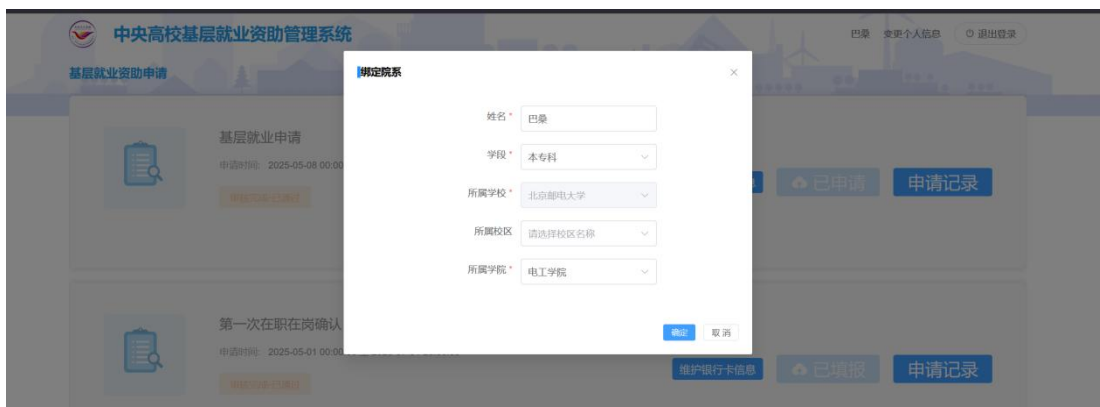 中央高校基层就业资助管理系统
巴桑 变更个人信息 退出登录
基层就业资助申请
绑定院系
姓名* 巴桑
学段* 本专科
所属学校* 北京邮电大学
所属校区 请选择校区名称
所属学院* 电工学院
确定 取消
基层就业申请
申请时间: 2025-05-08 00:00
已申请 申请记录
第一次在职在岗确认
申请时间: 2025-05-01 00:00
维护银行卡信息 已填报 申请记录